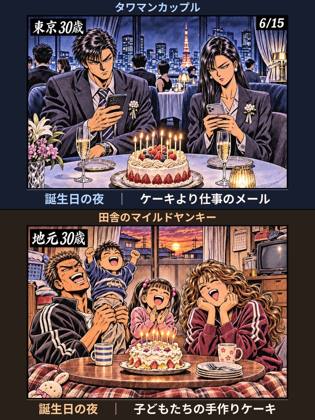 タワマンカップル
東京30歳
6/15
誕生日の夜 | ケーキより仕事のメール
田舎のマイルドヤンキー
地元30歳
誕生日の夜 | 子どもたちの手作りケーキ